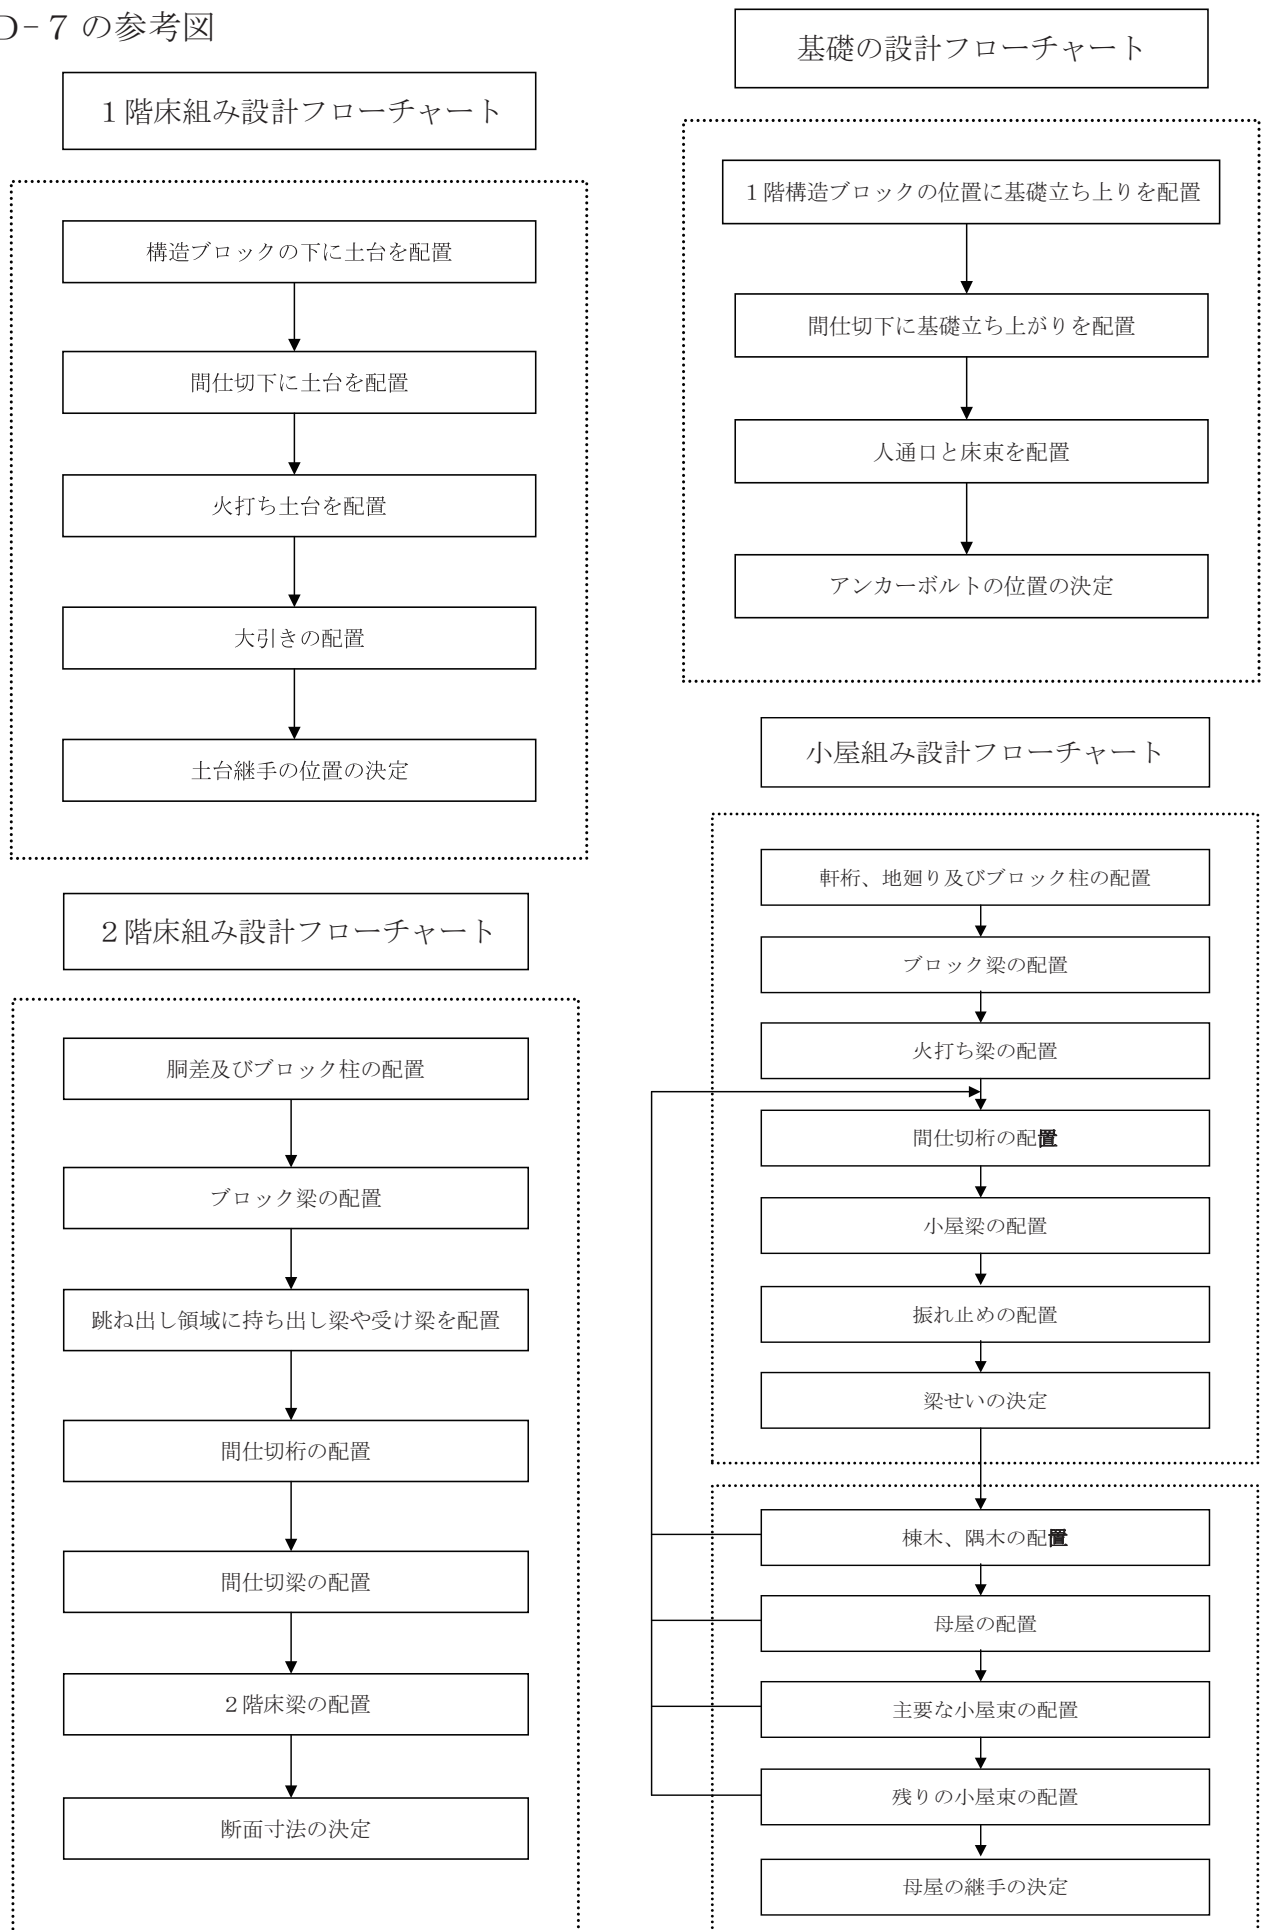 D-７の参考図
１階床組み設計フローチャート
構造ブロックの下に土台を配置
間仕切下に土台を配置
火打ち土台を配置
大引きの配置
土台継手の位置の決定
２階床組み設計フローチャート
胴差及びブロック柱の配置
ブロック梁の配置
跳ね出し領域に持ち出し梁や受け梁を配置
間仕切桁の配置
間仕切梁の配置
２階床梁の配置
断面寸法の決定
基礎の設計フローチャート
１階構造ブロックの位置に基礎立ち上りを配置
間仕切下に基礎立ち上がりを配置
人通口と床束を配置
アンカーボルトの位置の決定
小屋組み設計フローチャート
軒桁、地廻り及びブロック柱の配置
ブロック梁の配置
火打ち梁の配置
間仕切桁の配置
小屋梁の配置
振れ止めの配置
梁せいの決定
棟木、隅木の配置
母屋の配置
主要な小屋束の配置
残りの小屋束の配置
母屋の継手の決定